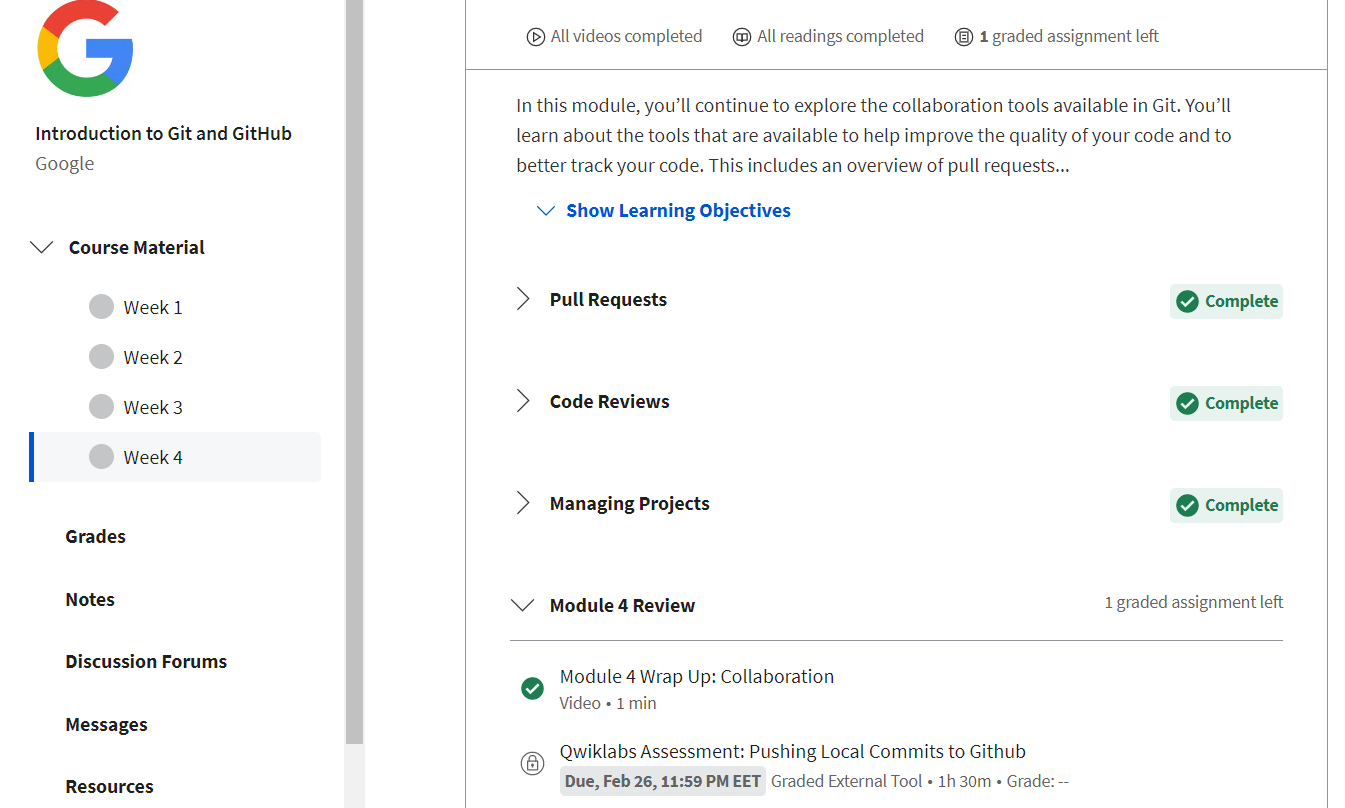 Introduction to Git and GitHub
Google
Course Material
Week 1
Week 2
Week 3
Week 4
Grades
Notes
Discussion Forums
Messages
Resources
All videos completed
All readings completed
1 graded assignment left
In this module, you’ll continue to explore the collaboration tools available in Git. You’ll
learn about the tools that are available to help improve the quality of your code and to
better track your code. This includes an overview of pull requests...
Show Learning Objectives
Pull Requests
Complete
Code Reviews
Complete
Managing Projects
Complete
Module 4 Review
1 graded assignment left
Module 4 Wrap Up: Collaboration
Video • 1 min
Qwiklabs Assessment: Pushing Local Commits to Github
Due, Feb 26, 11:59 PM EET Graded External Tool • 1h 30m • Grade: --